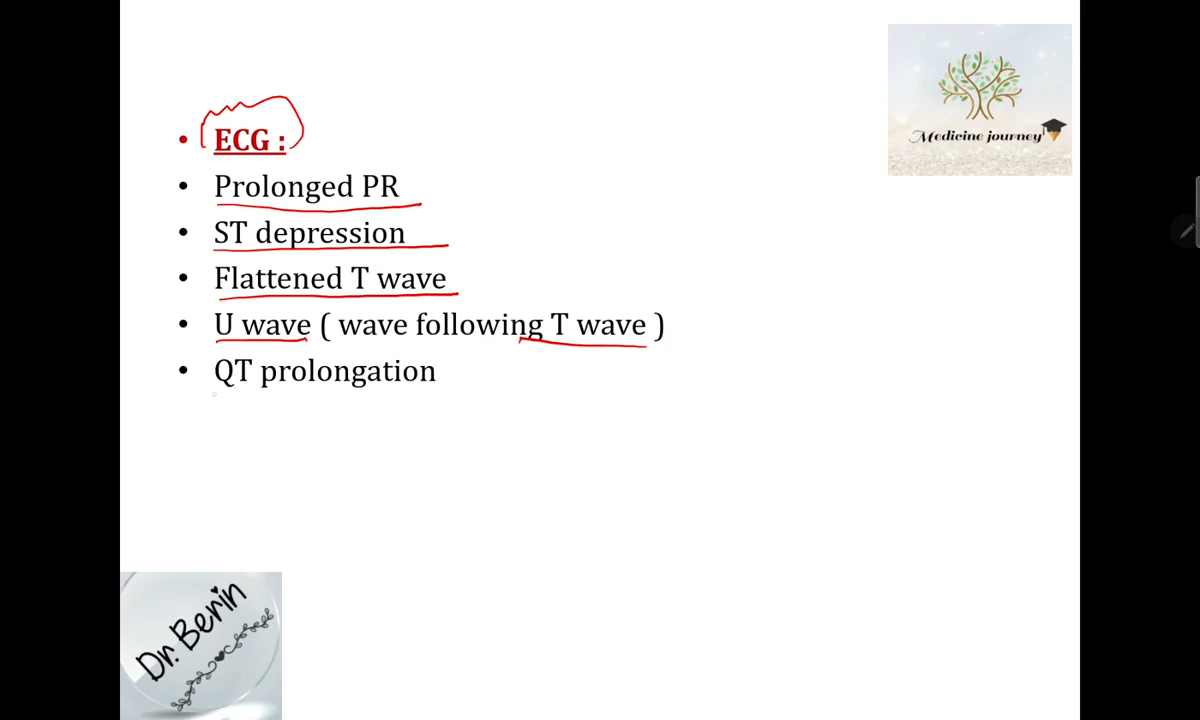 Medicine journey
• ECG :
• Prolonged PR
• ST depression
• Flattened T wave
• U wave ( wave following T wave )
• QT prolongation
Dr. Berin